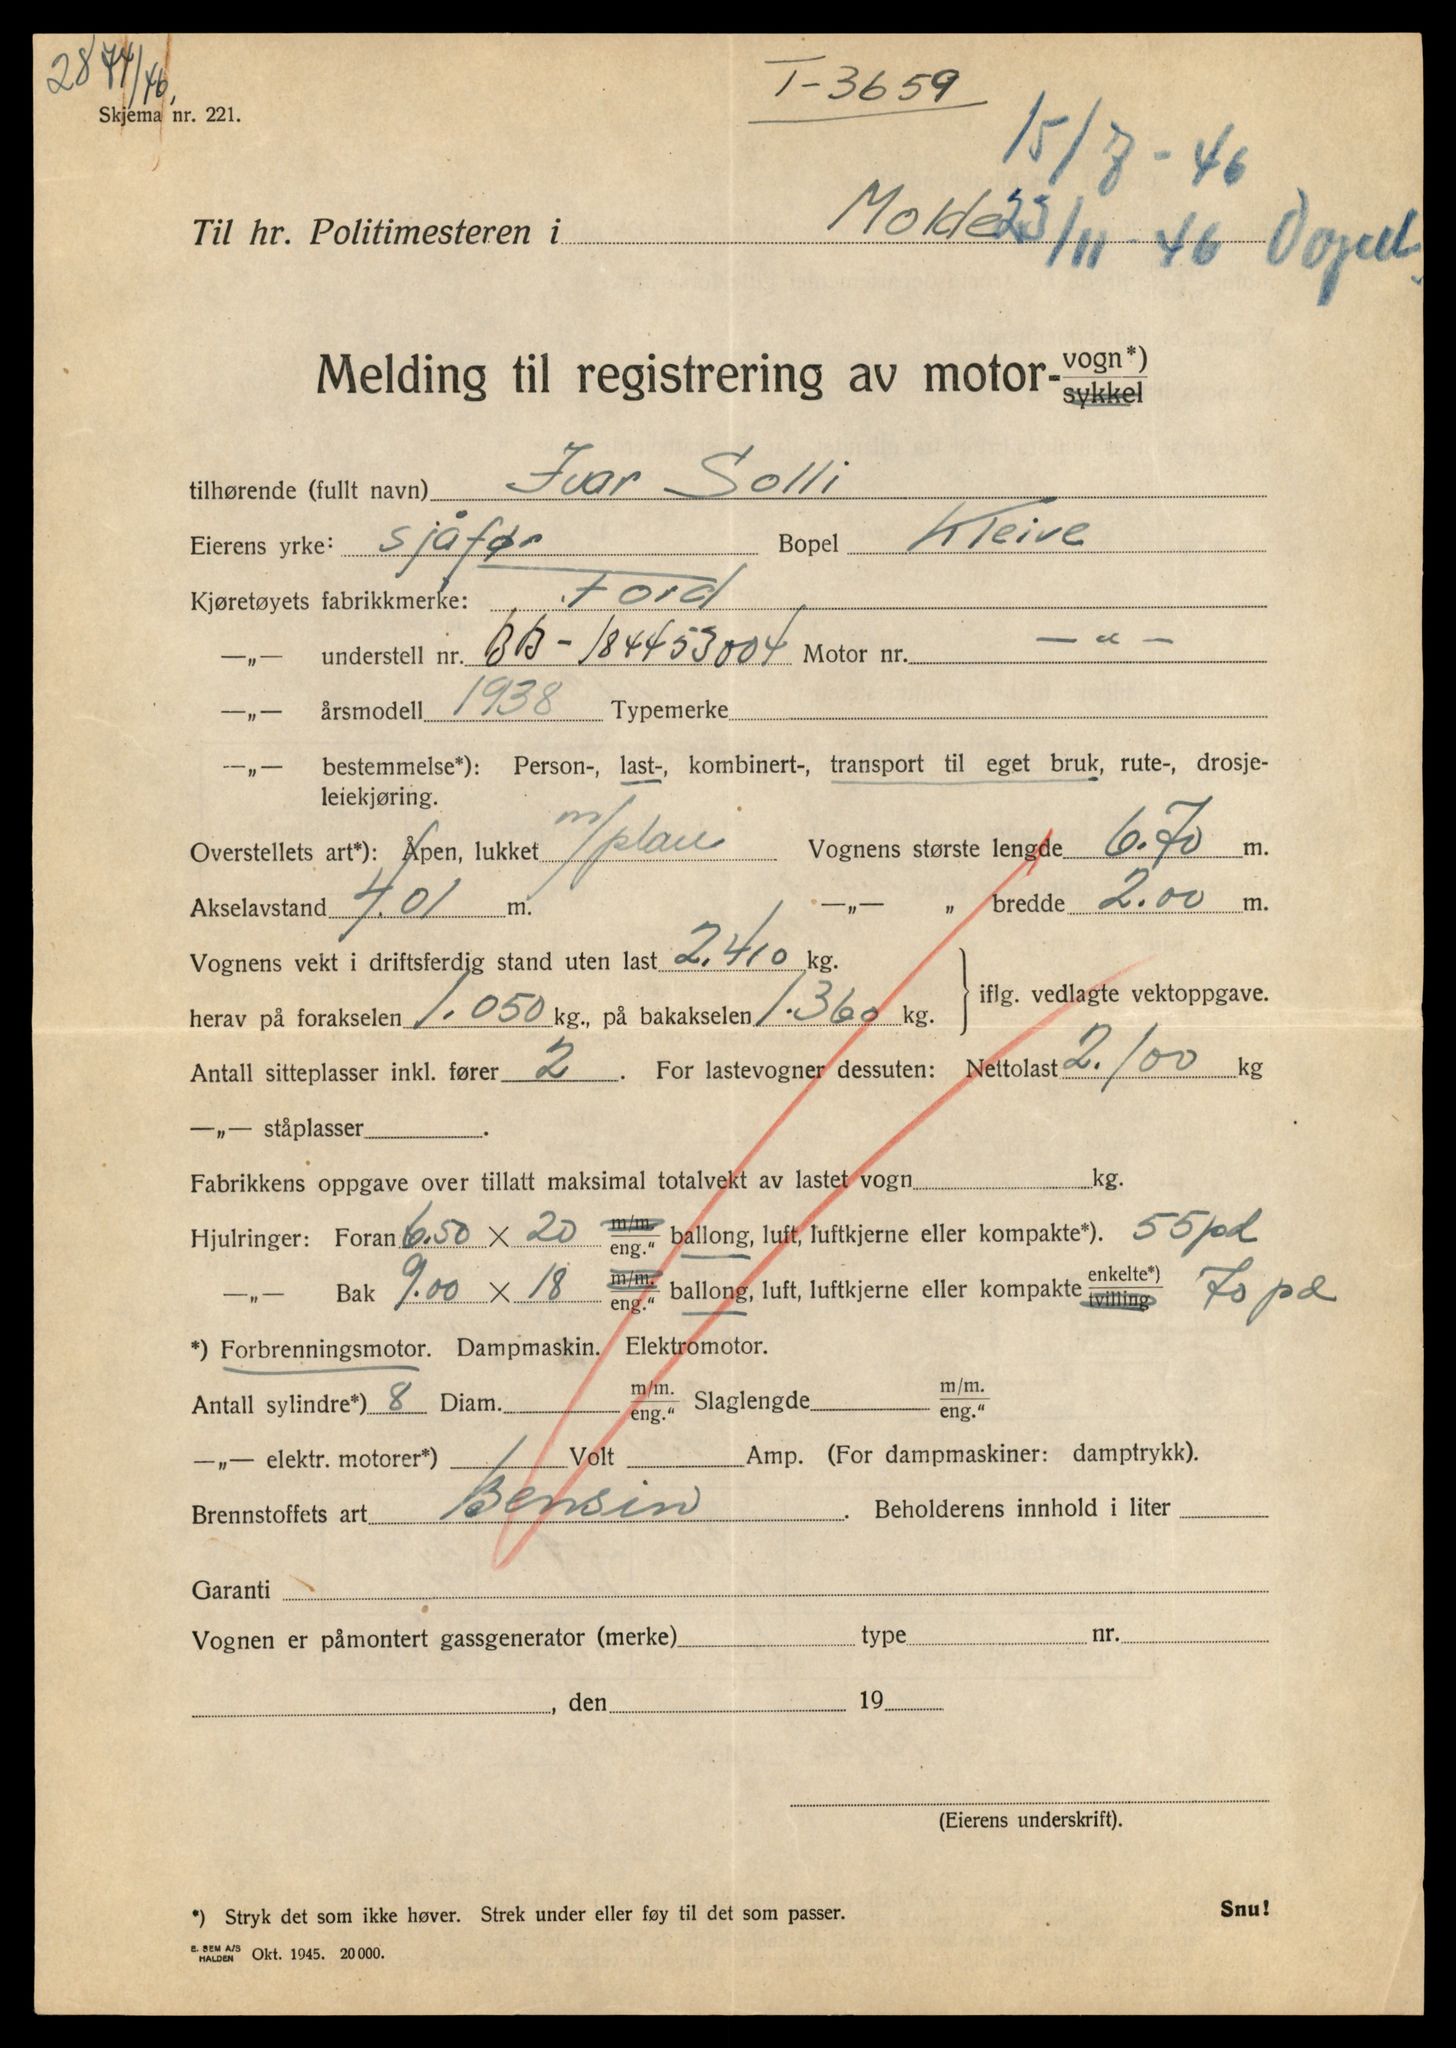 2874/46.
Skjema nr. 221.
T-3659
15/7 - 46
Til hr. Politimesteren i Molde 23/11 - 46
Melding til registrering av motor- vogn*)
sykkel
tilhørende (fullt navn) Ivar Solli
Eierens yrke: sjåfør Bopel Kleive
Kjøretøyets fabrikkmerke: Ford
—„— understell nr. BB-184453004 Motor nr. — „ —
—„— årsmodell 1938 Typemerke
—„— bestemmelse*): Person-, last-, kombinert-, transport til eget bruk, rute-, drosje-
leiekjøring.
Overstellets art*): Åpen, lukket m/plan Vognens største lengde 6.70 m.
Akselavstand 4.01 m. —„— „ bredde 2.00 m.
Vognens vekt i driftsferdig stand uten last 2.410 kg.
herav på forakselen 1.050 kg., på bakakselen 1.360 kg. } iflg. vedlagte vektoppgave.
Antall sitteplasser inkl. fører 2 . For lastevogner dessuten: Nettolast 2.100 kg
—„— ståplasser .
Fabrikkens oppgave over tillatt maksimal totalvekt av lastet vogn kg.
Hjulringer: Foran 6.50 × 20 m/m. eng." ballong, luft, luftkjerne eller kompakte*). 55 pd
—„— Bak 9.00 × 18 m/m. eng." ballong, luft, luftkjerne eller kompakte enkelte*) tvilling 70 pd
*) Forbrenningsmotor. Dampmaskin. Elektromotor.
Antall sylindre*) 8 Diam. m/m. eng." Slaglengde m/m. eng."
—„— elektr. motorer*) Volt Amp. (For dampmaskiner: damptrykk).
Brennstoffets art Bensin . Beholderens innhold i liter
Garanti
Vognen er påmontert gassgenerator (merke) type nr.
, den 19
(Eierens underskrift).
*) Stryk det som ikke høver. Strek under eller føy til det som passer. Snu!
E. SEM A/S
HALDEN Okt. 1945. 20 000.